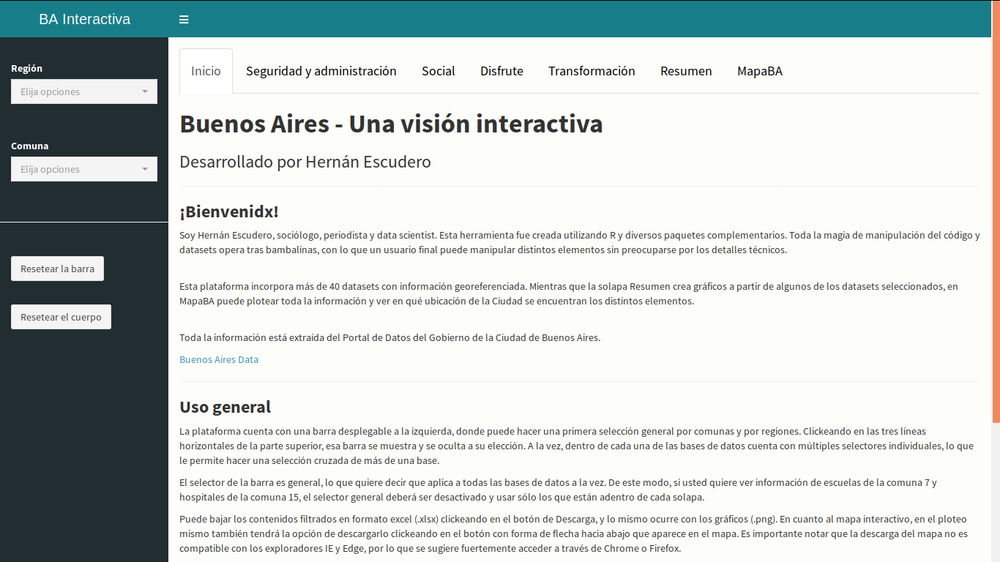 BA Interactiva
Región
Elija opciones
Comuna
Elija opciones
Resetear la barra
Resetear el cuerpo
Inicio Seguridad y administración Social Disfrute Transformación Resumen MapaBA
Buenos Aires - Una visión interactiva
Desarrollado por Hernán Escudero
¡Bienvenidx!
Soy Hernán Escudero, sociólogo, periodista y data scientist. Esta herramienta fue creada utilizando R y diversos paquetes complementarios. Toda la magia de manipulación del código y
datasets opera tras bambalinas, con lo que un usuario final puede manipular distintos elementos sin preocuparse por los detalles técnicos.
Esta plataforma incorpora más de 40 datasets con información georeferenciada. Mientras que la solapa Resumen crea gráficos a partir de algunos de los datasets seleccionados, en
MapaBA puede plotear toda la información y ver en qué ubicación de la Ciudad se encuentran los distintos elementos.
Toda la información está extraída del Portal de Datos del Gobierno de la Ciudad de Buenos Aires.
Buenos Aires Data
Uso general
La plataforma cuenta con una barra desplegable a la izquierda, donde puede hacer una primera selección general por comunas y por regiones. Clickeando en las tres líneas
horizontales de la parte superior, esa barra se muestra y se oculta a su elección. A la vez, dentro de cada una de las bases de datos cuenta con múltiples selectores individuales, lo que
le permite hacer una selección cruzada de más de una base.
El selector de la barra es general, lo que quiere decir que aplica a todas las bases de datos a la vez. De este modo, si usted quiere ver información de escuelas de la comuna 7 y
hospitales de la comuna 15, el selector general deberá ser desactivado y usar sólo los que están adentro de cada solapa.
Puede bajar los contenidos filtrados en formato excel (.xlsx) clickeando en el botón de Descarga, y lo mismo ocurre con los gráficos (.png). En cuanto al mapa interactivo, en el ploteo
mismo también tendrá la opción de descargarlo clickeando en el botón con forma de flecha hacia abajo que aparece en el mapa. Es importante notar que la descarga del mapa no es
compatible con los exploradores IE y Edge, por lo que se sugiere fuertemente acceder a través de Chrome o Firefox.